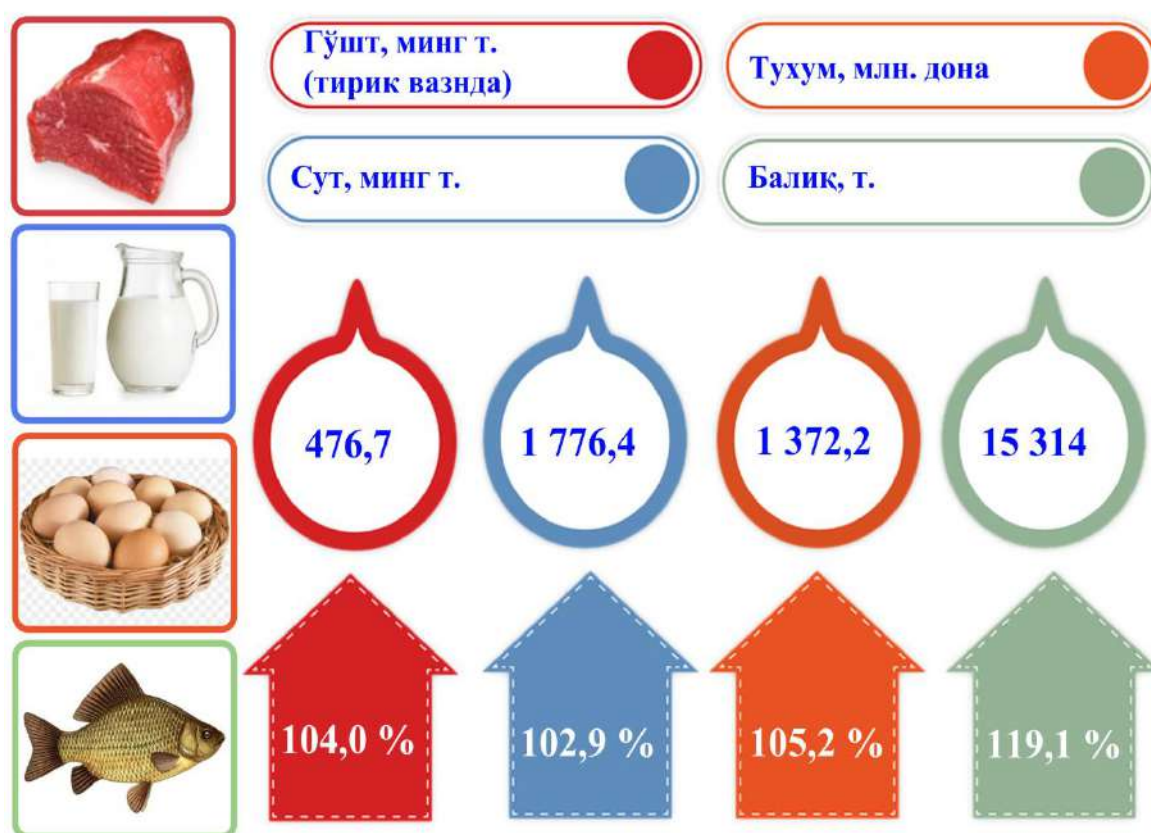 Гўшт, минг т.
(тирик вазнда)
Тухум, млн. дона
Сут, минг т.
Балиқ, т.
476,7
1 776,4
1 372,2
15 314
104,0 %
102,9 %
105,2 %
119,1 %